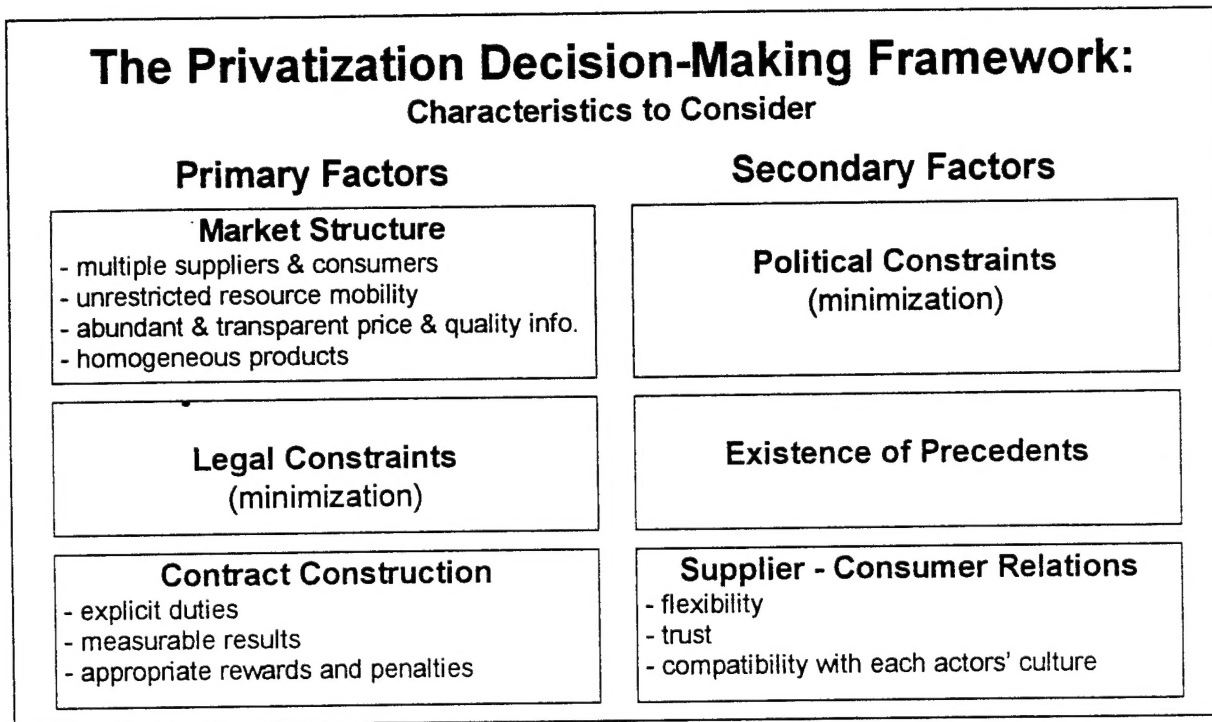 The Privatization Decision-Making Framework:
Characteristics to Consider
Primary Factors
Market Structure
- multiple suppliers & consumers
- unrestricted resource mobility
- abundant & transparent price & quality info.
- homogeneous products
Legal Constraints
(minimization)
Contract Construction
- explicit duties
- measurable results
- appropriate rewards and penalties
Secondary Factors
Political Constraints
(minimization)
Existence of Precedents
Supplier - Consumer Relations
- flexibility
- trust
- compatibility with each actors' culture